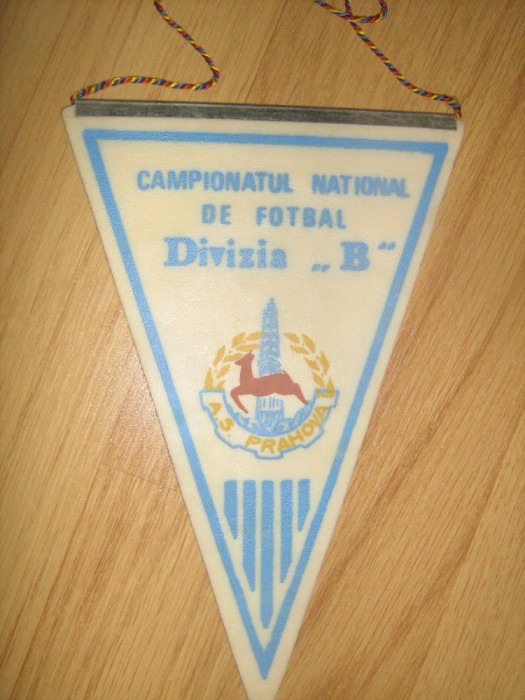 CAMPIONATUL NATIONAL
DE FOTBAL
Divizia „B“
A.S. PRAHOVA